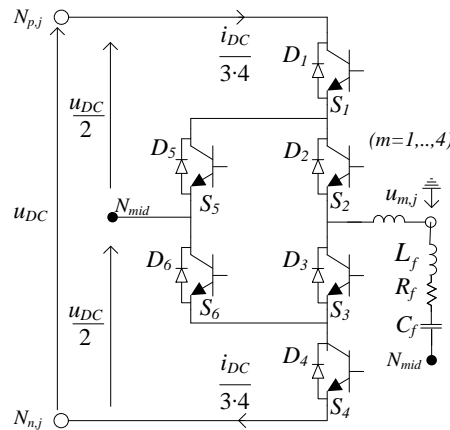 N_{p,j}
i_{DC}
3·4
D_1
S_1
u_{DC}
2
D_5
D_2
(m=1,..,4)
S_5
S_2
u_{m,j}
N_{mid}
u_{DC}
D_6
D_3
L_f
S_6
S_3
R_f
u_{DC}
2
C_f
i_{DC}
3·4
D_4
N_{mid}
S_4
N_{n,j}